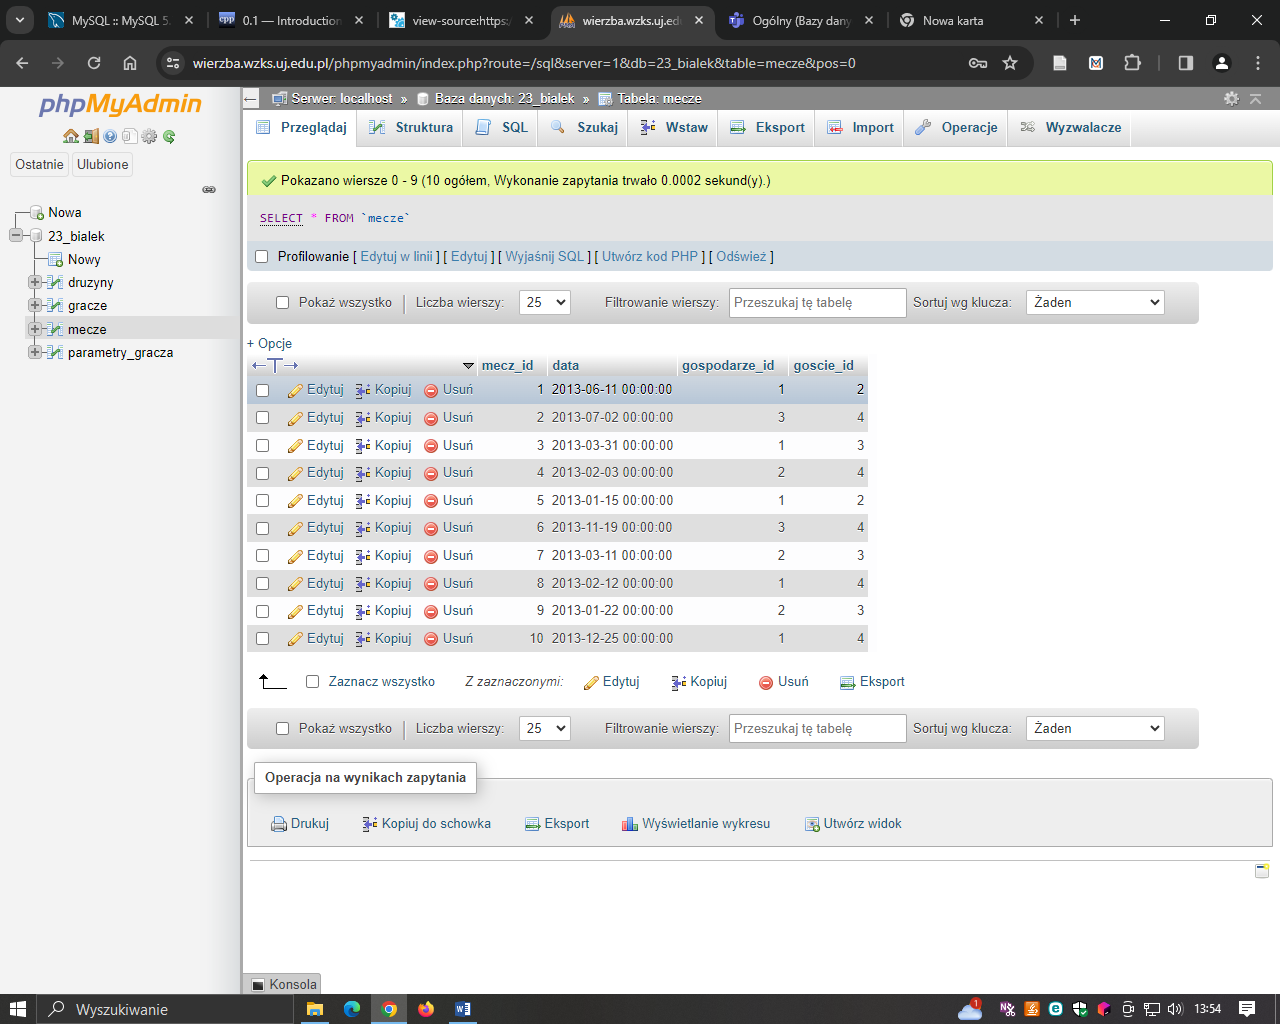 MySQL :: MySQL 5.
0.1 — Introduction
view-source:https:/
wierzba.wzks.uj.ed
Ogólny (Bazy dany
Nowa karta
wierzba.wzks.uj.edu.pl/phpmyadmin/index.php?route=/sql&server=1&db=23_bialek&table=mecze&pos=0
phpMyAdmin
Ostatnie Ulubione
Nowa
23_bialek
Nowy
druzyny
gracze
mecze
parametry_gracza
Serwer: localhost » Baza danych: 23_bialek » Tabela: mecze
Przeglądaj Struktura SQL Szukaj Wstaw Eksport Import Operacje Wyzwalacze
Pokazano wiersze 0 - 9 (10 ogółem, Wykonanie zapytania trwało 0.0002 sekund(y).)
SELECT * FROM `mecze`
Profilowanie [ Edytuj w linii ] [ Edytuj ] [ Wyjaśnij SQL ] [ Utwórz kod PHP ] [ Odśwież ]
Pokaż wszystko Liczba wierszy: 25 Filtrowanie wierszy: Przeszukaj tę tabelę Sortuj wg klucza: Żaden
+ Opcje
mecz_id data gospodarze_id goscie_id
Edytuj Kopiuj Usuń 1 2013-06-11 00:00:00 1 2
Edytuj Kopiuj Usuń 2 2013-07-02 00:00:00 3 4
Edytuj Kopiuj Usuń 3 2013-03-31 00:00:00 1 3
Edytuj Kopiuj Usuń 4 2013-02-03 00:00:00 2 4
Edytuj Kopiuj Usuń 5 2013-01-15 00:00:00 1 2
Edytuj Kopiuj Usuń 6 2013-11-19 00:00:00 3 4
Edytuj Kopiuj Usuń 7 2013-03-11 00:00:00 2 3
Edytuj Kopiuj Usuń 8 2013-02-12 00:00:00 1 4
Edytuj Kopiuj Usuń 9 2013-01-22 00:00:00 2 3
Edytuj Kopiuj Usuń 10 2013-12-25 00:00:00 1 4
Zaznacz wszystko Z zaznaczonymi: Edytuj Kopiuj Usuń Eksport
Pokaż wszystko Liczba wierszy: 25 Filtrowanie wierszy: Przeszukaj tę tabelę Sortuj wg klucza: Żaden
Operacja na wynikach zapytania
Drukuj Kopiuj do schowka Eksport Wyświetlanie wykresu Utwórz widok
Konsola
Wyszukiwanie
1
13:54